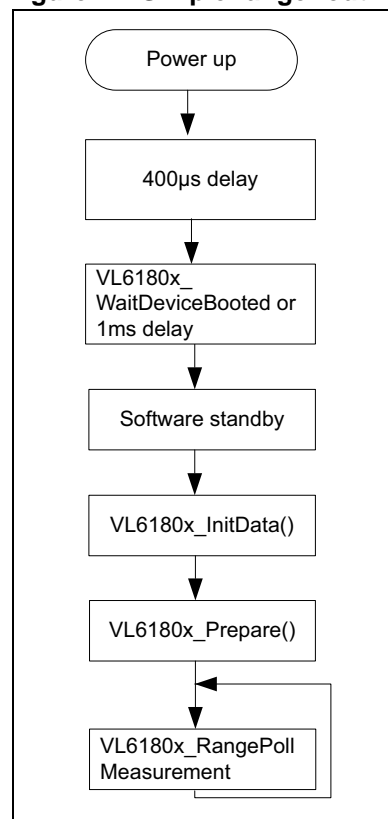 Power up
400µs delay
VL6180x_
WaitDeviceBooted or
1ms delay
Software standby
VL6180x_InitData()
VL6180x_Prepare()
VL6180x_RangePoll
Measurement